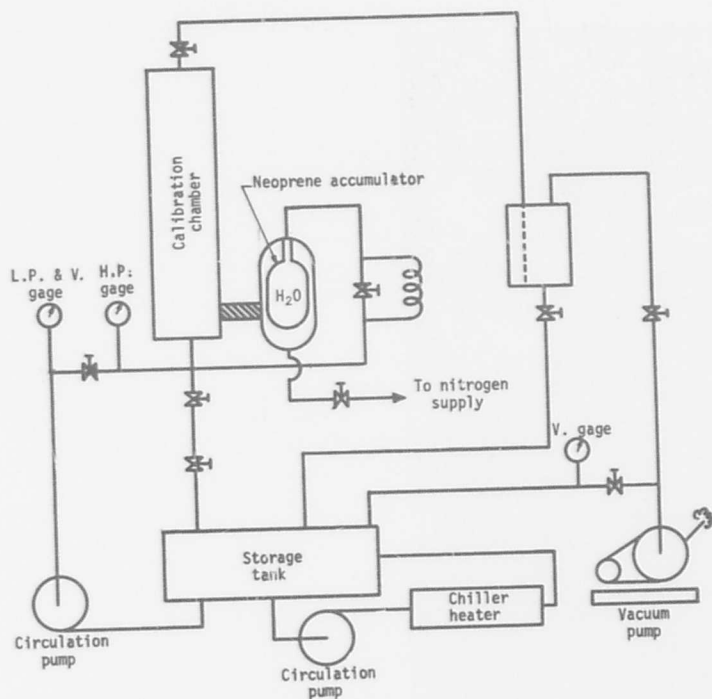 Calibration
chamber
Neoprene accumulator
H2O
L.P. & V.
gage
H.P.
gage
To nitrogen
supply
V. gage
Storage
tank
Chiller
heater
Circulation
pump
Circulation
pump
Vacuum
pump